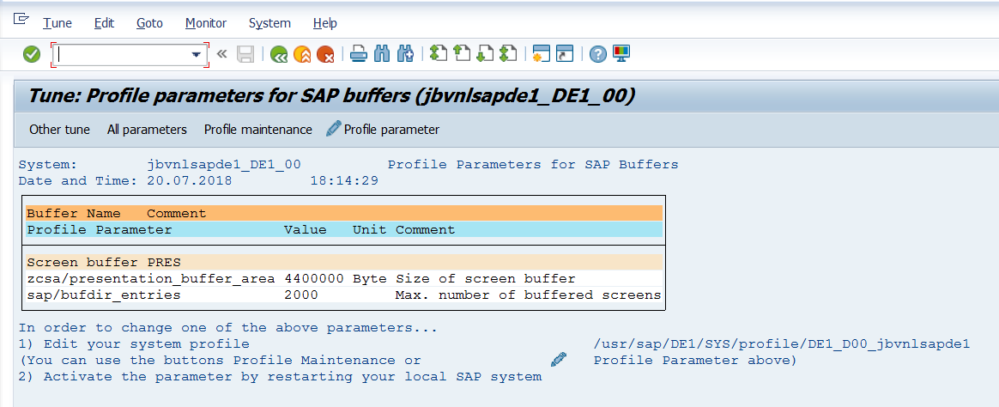 Tune Edit Goto Monitor System Help
Tune: Profile parameters for SAP buffers (jbvnlsapde1_DE1_00)
Other tune All parameters Profile maintenance Profile parameter
System: jbvnlsapde1_DE1_00 Profile Parameters for SAP Buffers
Date and Time: 20.07.2018 18:14:29
Buffer Name Comment
Profile Parameter Value Unit Comment
Screen buffer PRES
zcsa/presentation_buffer_area 4400000 Byte Size of screen buffer
sap/bufdir_entries 2000 Max. number of buffered screens
In order to change one of the above parameters...
1) Edit your system profile /usr/sap/DE1/SYS/profile/DE1_D00_jbvnlsapde1
(You can use the buttons Profile Maintenance or Profile Parameter above)
2) Activate the parameter by restarting your local SAP system